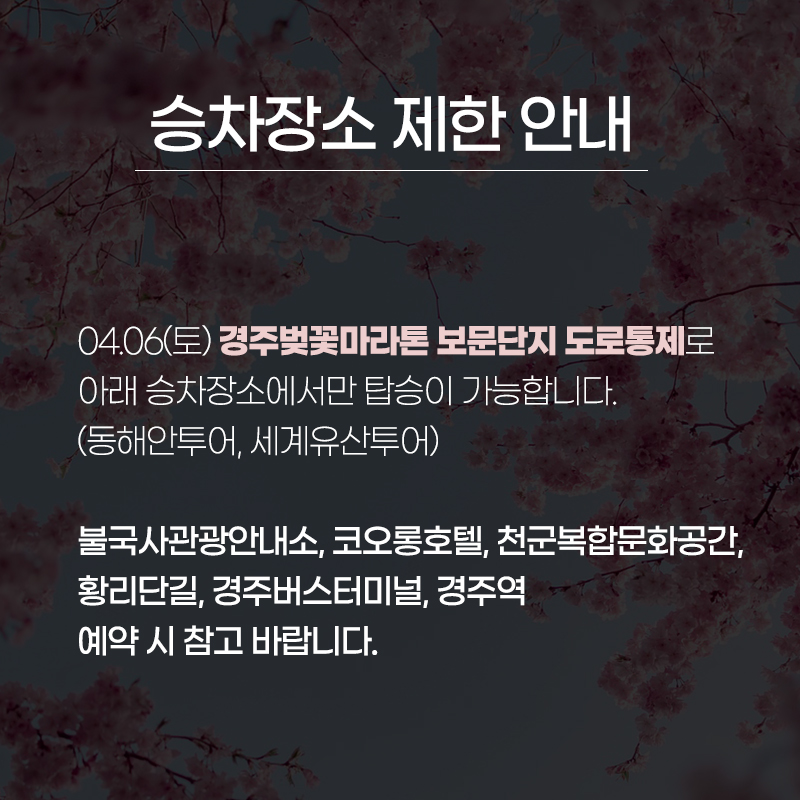 승차장소 제한 안내
04.06(토) 경주벚꽃마라톤 보문단지 도로통제로
아래 승차장소에서만 탑승이 가능합니다.
(동해안투어, 세계유산투어)
불국사관광안내소, 코오롱호텔, 천군복합문화공간,
황리단길, 경주버스터미널, 경주역
예약 시 참고 바랍니다.